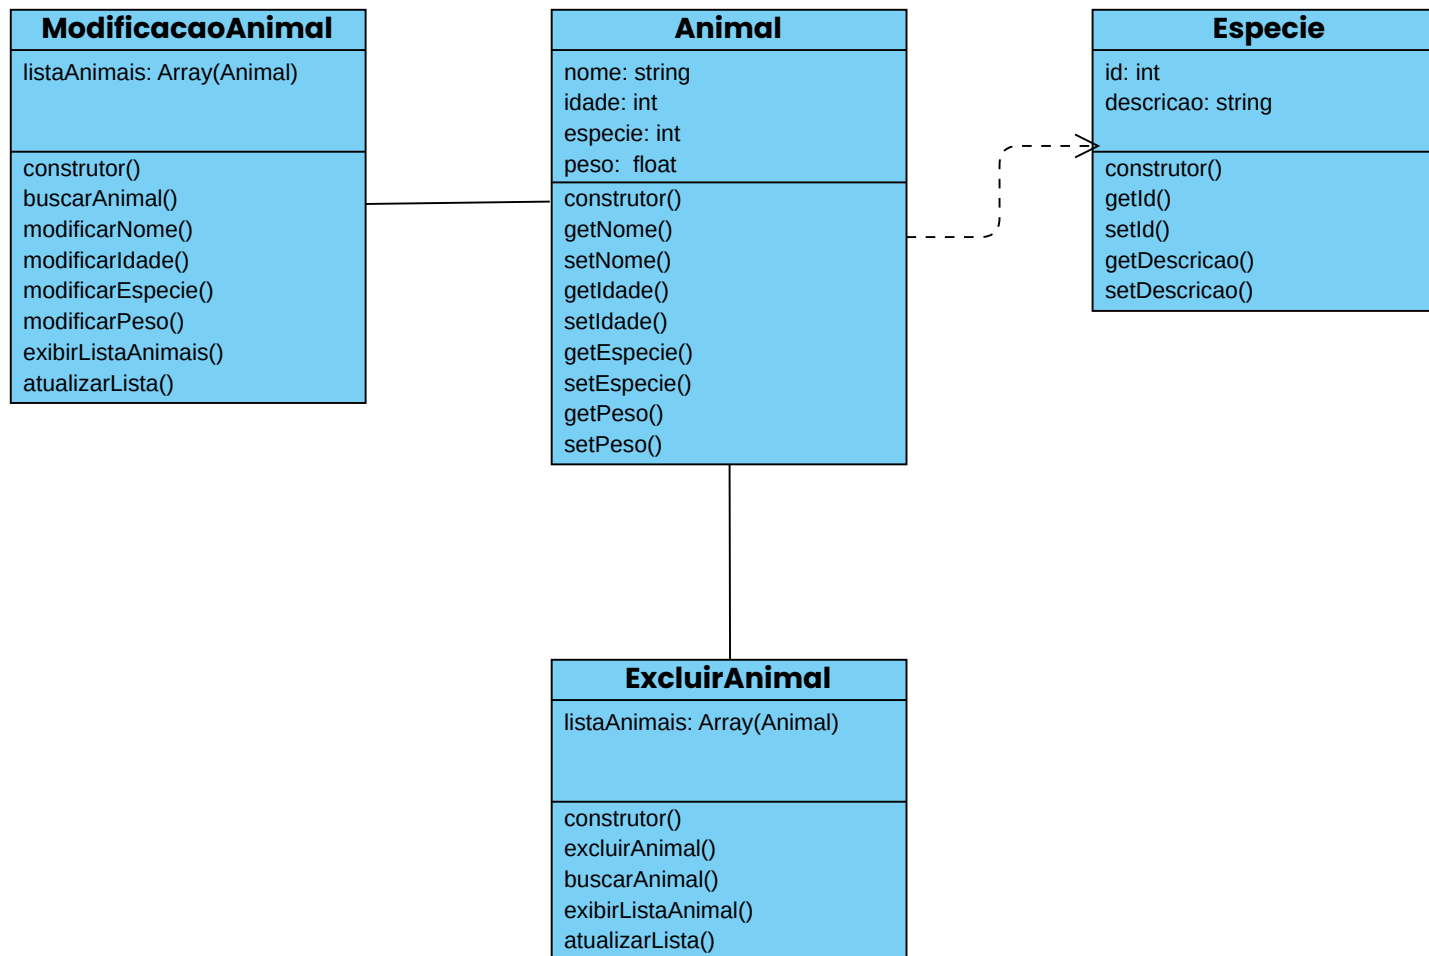 ModificacaoAnimal
listaAnimais: Array(Animal)
construtor()
buscarAnimal()
modificarNome()
modificarIdade()
modificarEspecie()
modificarPeso()
exibirListaAnimais()
atualizarLista()
Animal
nome: string
idade: int
especie: int
peso:  float
construtor()
getNome()
setNome()
getIdade()
setIdade()
getEspecie()
setEspecie()
getPeso()
setPeso()
Especie
id: int
descricao: string
construtor()
getId()
setId()
getDescricao()
setDescricao()
ExcluirAnimal
listaAnimais: Array(Animal)
construtor()
excluirAnimal()
buscarAnimal()
exibirListaAnimal()
atualizarLista()